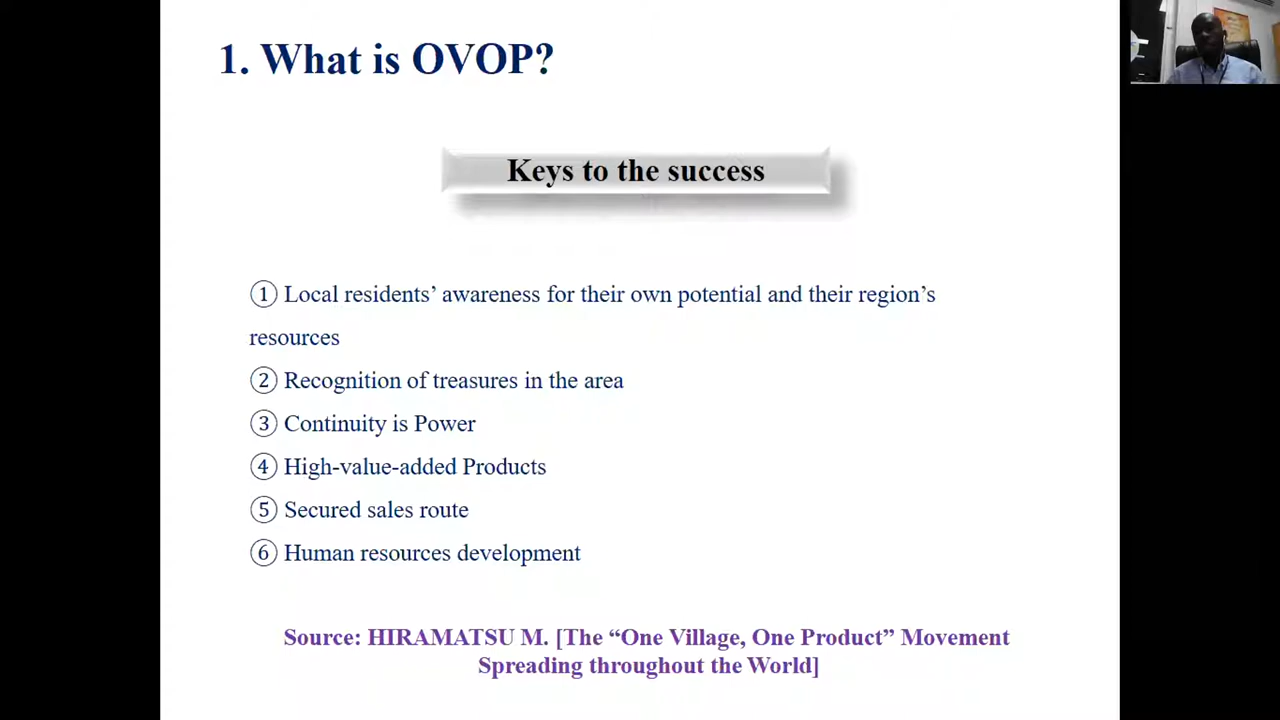 1. What is OVOP?
Keys to the success
① Local residents’ awareness for their own potential and their region’s
resources
② Recognition of treasures in the area
③ Continuity is Power
④ High-value-added Products
⑤ Secured sales route
⑥ Human resources development
Source: HIRAMATSU M. [The “One Village, One Product” Movement
Spreading throughout the World]